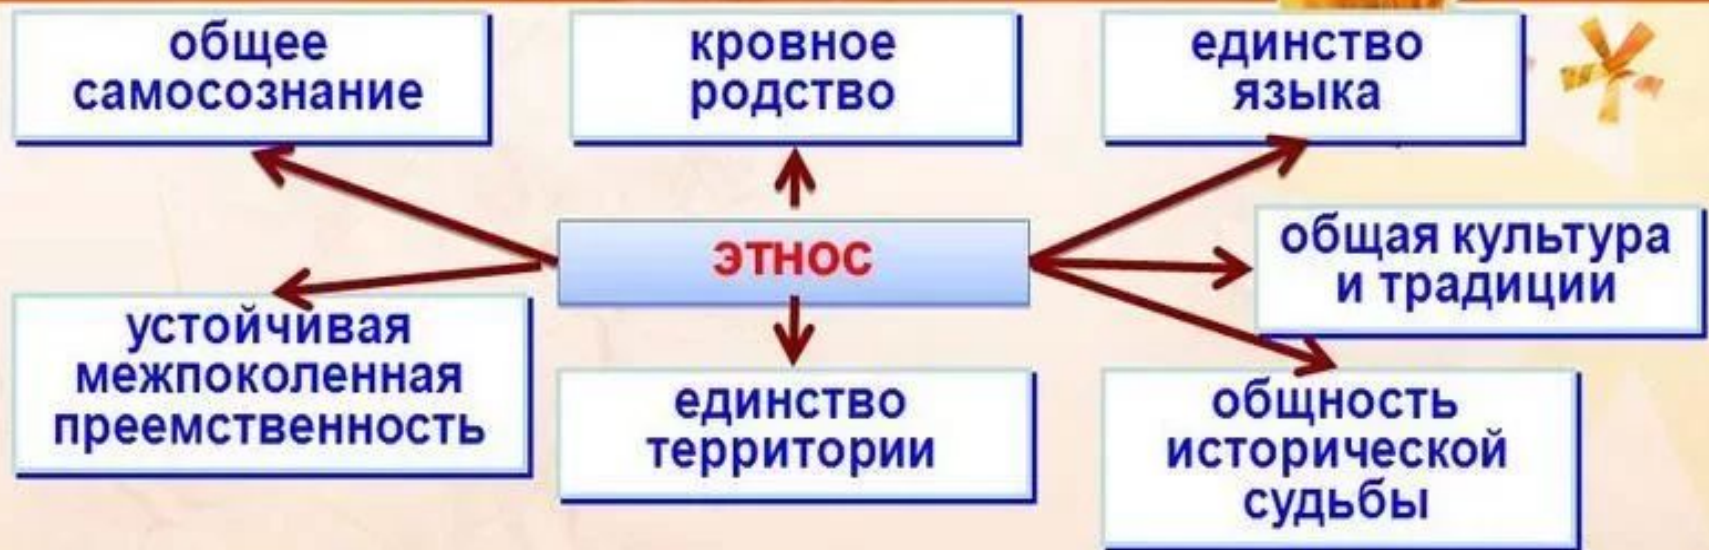 общее
самосознание
кровное
родство
единство
языка
этнос
общая культура
и традиции
устойчивая
межпоколенная
преемственность
единство
территории
общность
исторической
судьбы